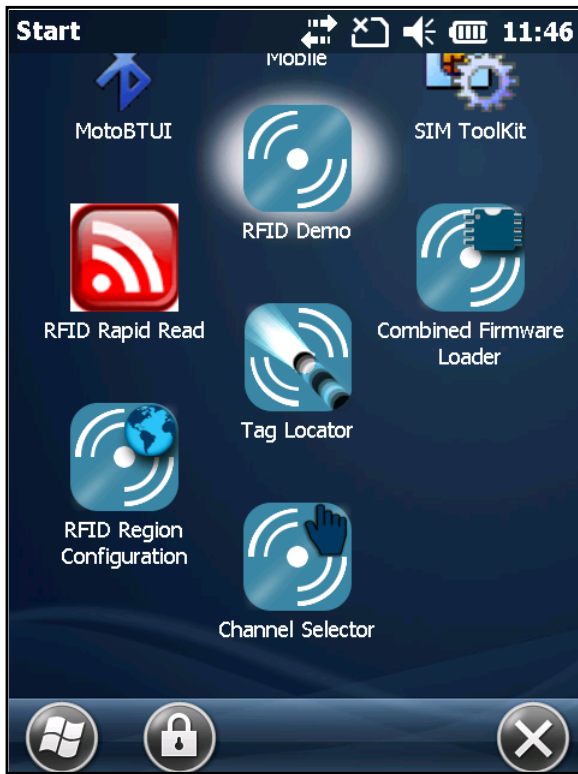 Start
11:46
Mobile
MotoBTUI
SIM ToolKit
RFID Demo
RFID Rapid Read
Combined Firmware
Loader
Tag Locator
RFID Region
Configuration
Channel Selector